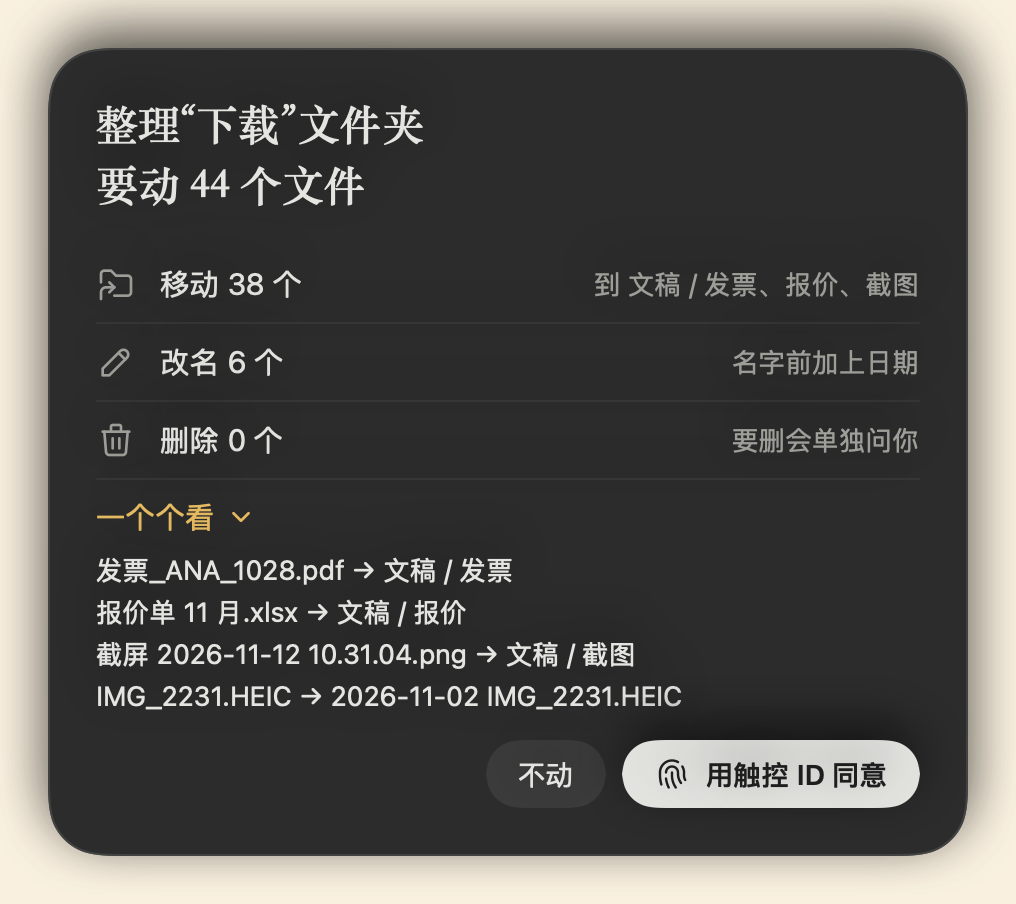 整理“下载”文件夹
要动 44 个文件
移动 38 个 到 文稿 / 发票、报价、截图
改名 6 个 名字前加上日期
删除 0 个 要删会单独问你
一个个看
发票_ANA_1028.pdf → 文稿 / 发票
报价单 11 月.xlsx → 文稿 / 报价
截屏 2026-11-12 10.31.04.png → 文稿 / 截图
IMG_2231.HEIC → 2026-11-02 IMG_2231.HEIC
不动 用触控 ID 同意